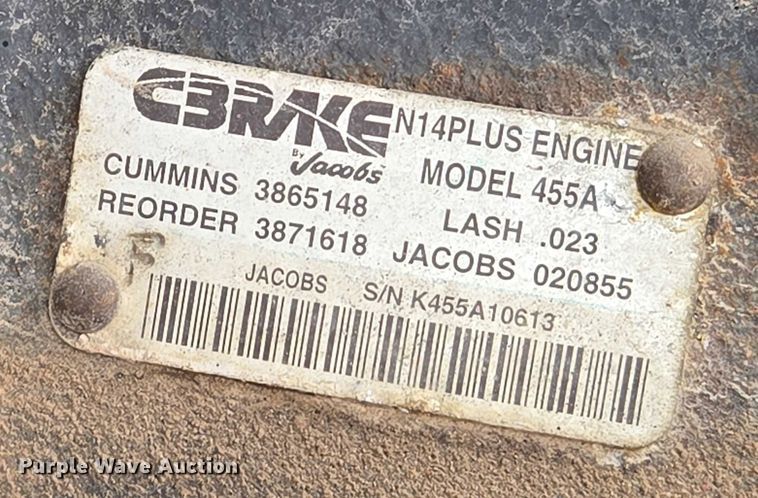 CBRAKE
BY Jacobs
N14PLUS ENGINE
MODEL 455A
CUMMINS 3865148
LASH .023
REORDER 3871618
JACOBS 020855
JACOBS S/N K455A10613
Purple Wave Auction